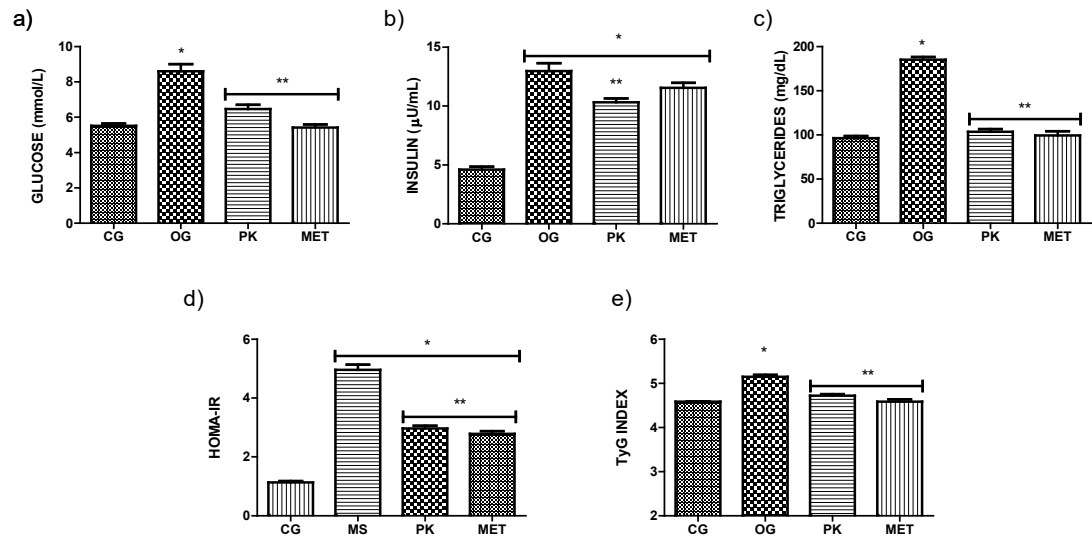 a)
b)
c)
GLUCOSE (mmol/L)
10
8
6
4
2
0
*
**
CG OG PK MET
INSULIN (µU/mL)
15
10
5
0
*
**
CG OG PK MET
TRIGLYCERIDES (mg/dL)
200
150
100
50
0
*
**
CG OG PK MET
d)
e)
HOMA-IR
6
4
2
0
*
**
CG MS PK MET
TyG INDEX
6
5
4
3
2
*
**
CG OG PK MET